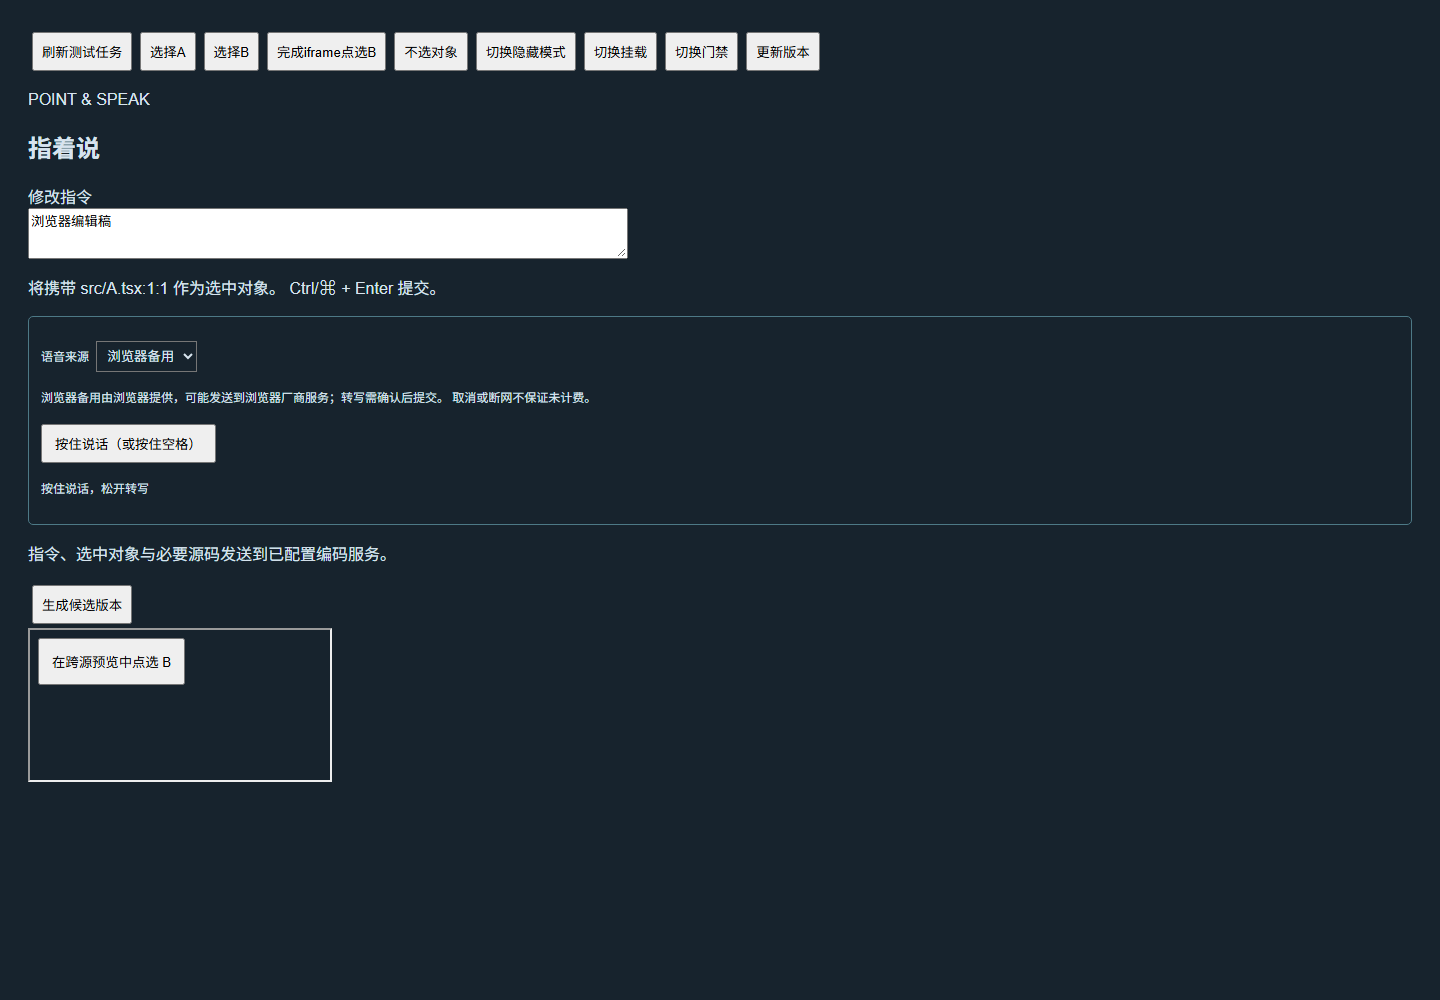 刷新测试任务 选择A 选择B 完成iframe点选B 不选对象 切换隐藏模式 切换挂载 切换门禁 更新版本
POINT & SPEAK
指着说
修改指令
浏览器编辑稿
将携带 src/A.tsx:1:1 作为选中对象。 Ctrl/⌘ + Enter 提交。
语音来源 浏览器备用
浏览器备用由浏览器提供，可能发送到浏览器厂商服务；转写需确认后提交。 取消或断网不保证未计费。
按住说话（或按住空格）
按住说话，松开转写
指令、选中对象与必要源码发送到已配置编码服务。
生成候选版本
在跨源预览中点选 B